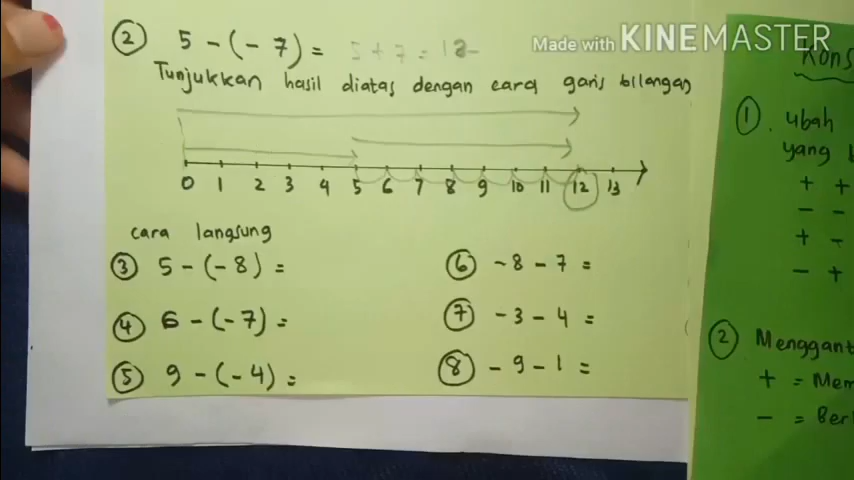 ② 5 - (-7) = 5 + 7 = 12
Made with KINEMASTER
Tunjukkan hasil diatas dengan cara garis bilangan
0 1 2 3 4 5 6 7 8 9 10 11 12 13
cara langsung
③ 5 - (-8) =
④ 6 - (-7) =
⑤ 9 - (-4) =
⑥ -8 - 7 =
⑦ -3 - 4 =
⑧ -9 - 1 =
Kons
① . ubah
yang
+ +
- -
+ -
- +
② Mengganti
+ = Mem
- = Ber